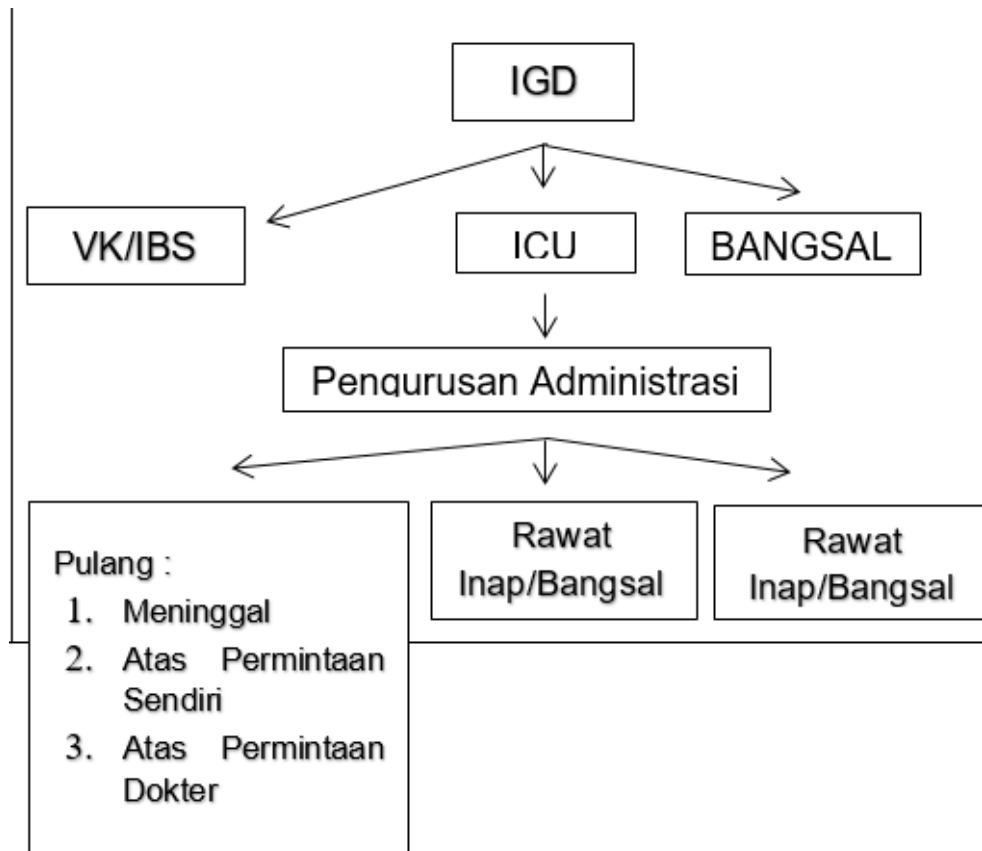 IGD
VK/IBS
ICU
BANGSAL
Pengurusan Administrasi
Pulang :
1. Meninggal
2. Atas Permintaan
Sendiri
3. Atas Permintaan
Dokter
Rawat
Inap/Bangsal
Rawat
Inap/Bangsal